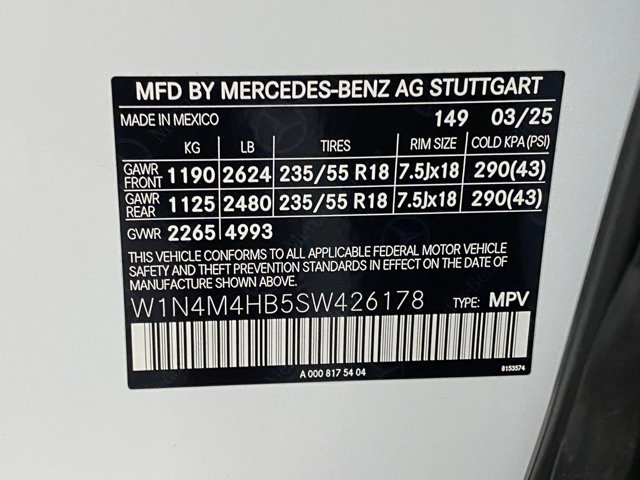 MFD BY MERCEDES-BENZ AG STUTTGART
MADE IN MEXICO 149 03/25
KG LB TIRES RIM SIZE COLD KPA (PSI)
GAWR FRONT 1190 2624 235/55 R18 7.5Jx18 290(43)
GAWR REAR 1125 2480 235/55 R18 7.5Jx18 290(43)
GVWR 2265 4993
THIS VEHICLE CONFORMS TO ALL APPLICABLE FEDERAL MOTOR VEHICLE
SAFETY AND THEFT PREVENTION STANDARDS IN EFFECT ON THE DATE OF
MANUFACTURE SHOWN ABOVE.
W1N4M4HB5SW426178 TYPE: MPV
A 000 817 54 04 8153574